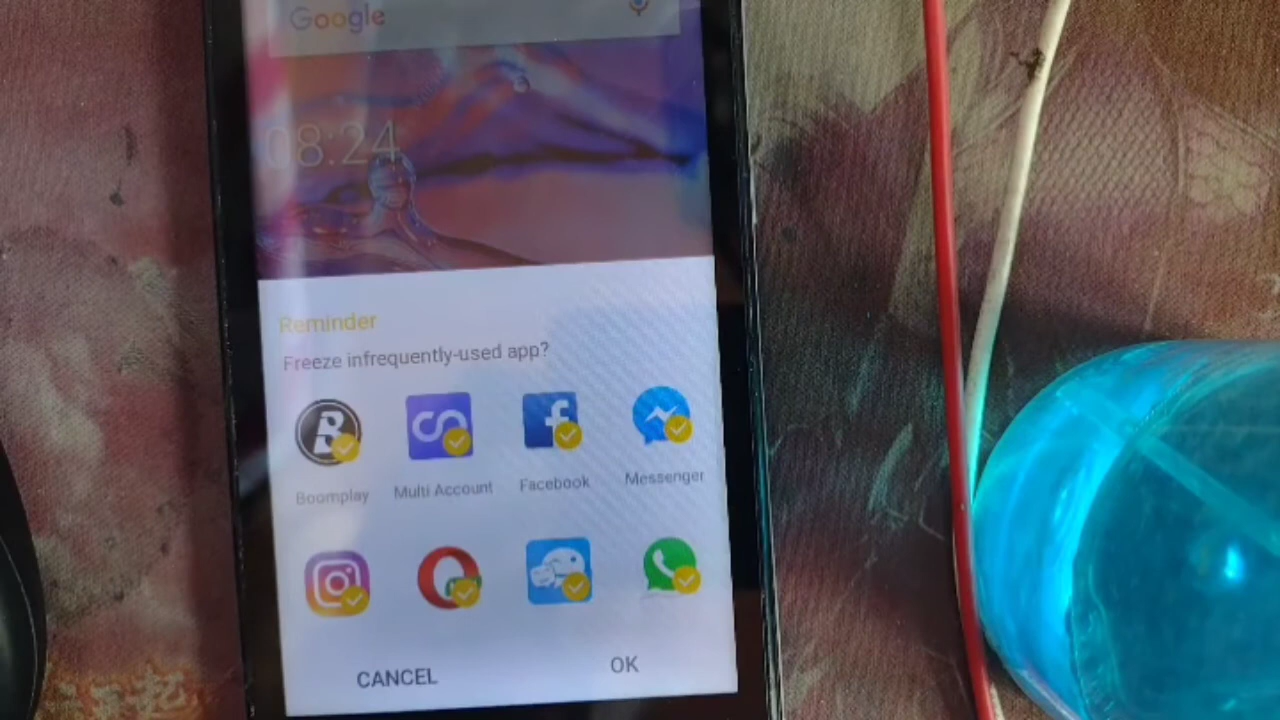 Google
08:24
Reminder
Freeze infrequently-used app?
Boomplay Multi Account Facebook Messenger
CANCEL OK